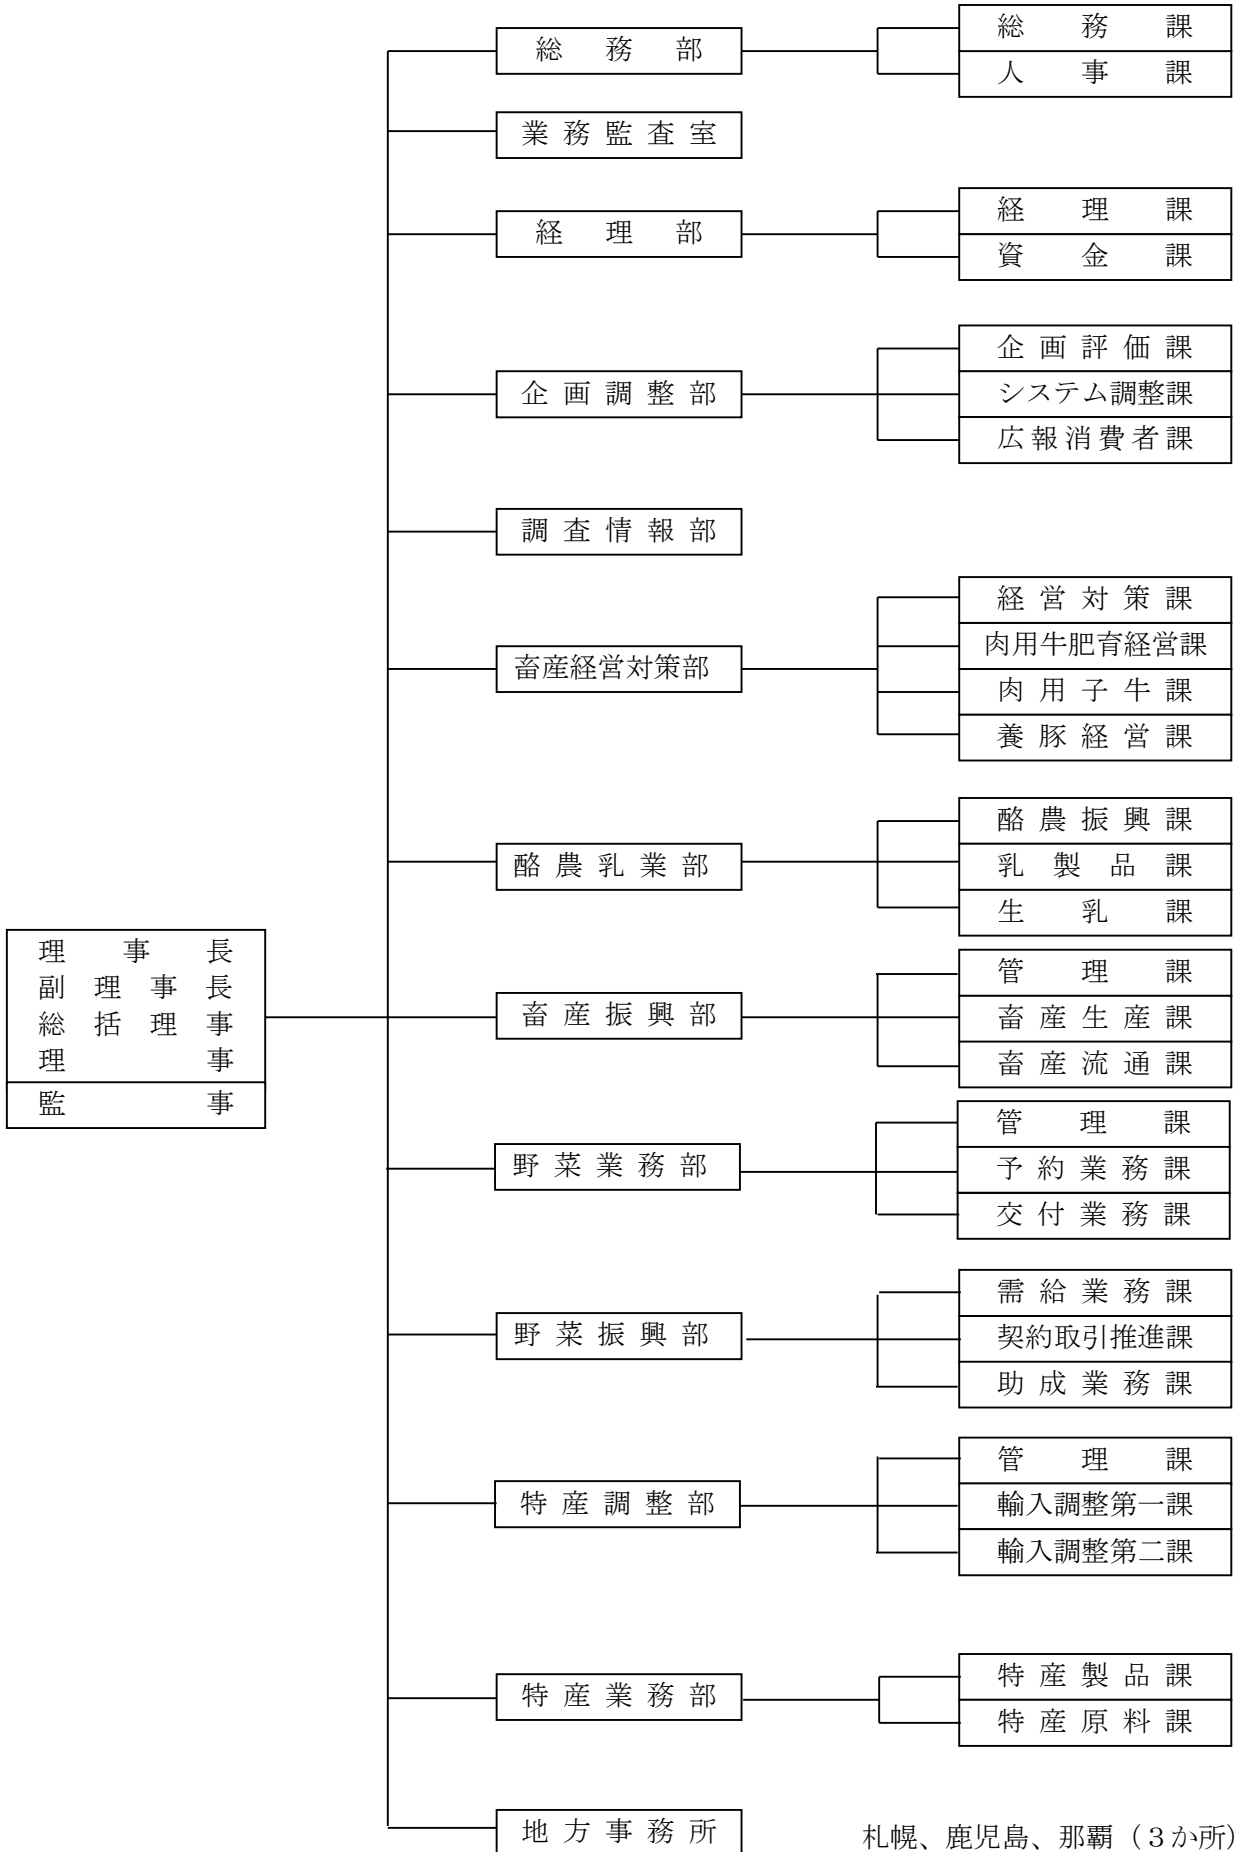 総務部
総務課
人事課
業務監査室
経理部
経理課
資金課
企画調整部
企画評価課
システム調整課
広報消費者課
調査情報部
畜産経営対策部
経営対策課
肉用牛肥育経営課
肉用子牛課
養豚経営課
酪農乳業部
酪農振興課
乳製品課
生乳課
理事長
副理事長
総括理事
理事
監事
畜産振興部
管理課
畜産生産課
畜産流通課
野菜業務部
管理課
予約業務課
交付業務課
野菜振興部
需給業務課
契約取引推進課
助成業務課
特産調整部
管理課
輸入調整第一課
輸入調整第二課
特産業務部
特産製品課
特産原料課
地方事務所
札幌、鹿児島、那覇（３か所）